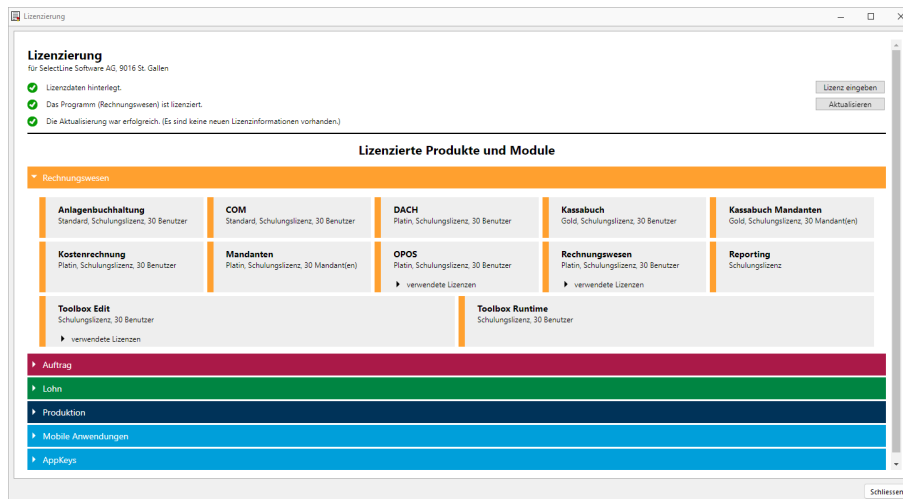 Lizenzierung
Lizenzierung
für SelectLine Software AG, 9016 St. Gallen
Lizenzdaten hinterlegt.
Lizenz eingeben
Das Programm (Rechnungswesen) ist lizenziert.
Aktualisieren
Die Aktualisierung war erfolgreich. (Es sind keine neuen Lizenzinformationen vorhanden.)
Lizenzierte Produkte und Module
Rechnungswesen
Anlagenbuchhaltung
Standard, Schulungslizenz, 30 Benutzer
COM
Standard, Schulungslizenz, 30 Benutzer
DACH
Platin, Schulungslizenz, 30 Benutzer
Kassabuch
Gold, Schulungslizenz, 30 Benutzer
Kassabuch Mandanten
Gold, Schulungslizenz, 30 Mandant(en)
Kostenrechnung
Platin, Schulungslizenz, 30 Benutzer
Mandanten
Platin, Schulungslizenz, 30 Mandant(en)
OPOS
Platin, Schulungslizenz, 30 Benutzer
verwendete Lizenzen
Rechnungswesen
Platin, Schulungslizenz, 30 Benutzer
verwendete Lizenzen
Reporting
Schulungslizenz
Toolbox Edit
Schulungslizenz, 30 Benutzer
verwendete Lizenzen
Toolbox Runtime
Schulungslizenz, 30 Benutzer
Auftrag
Lohn
Produktion
Mobile Anwendungen
AppKeys
Schliessen